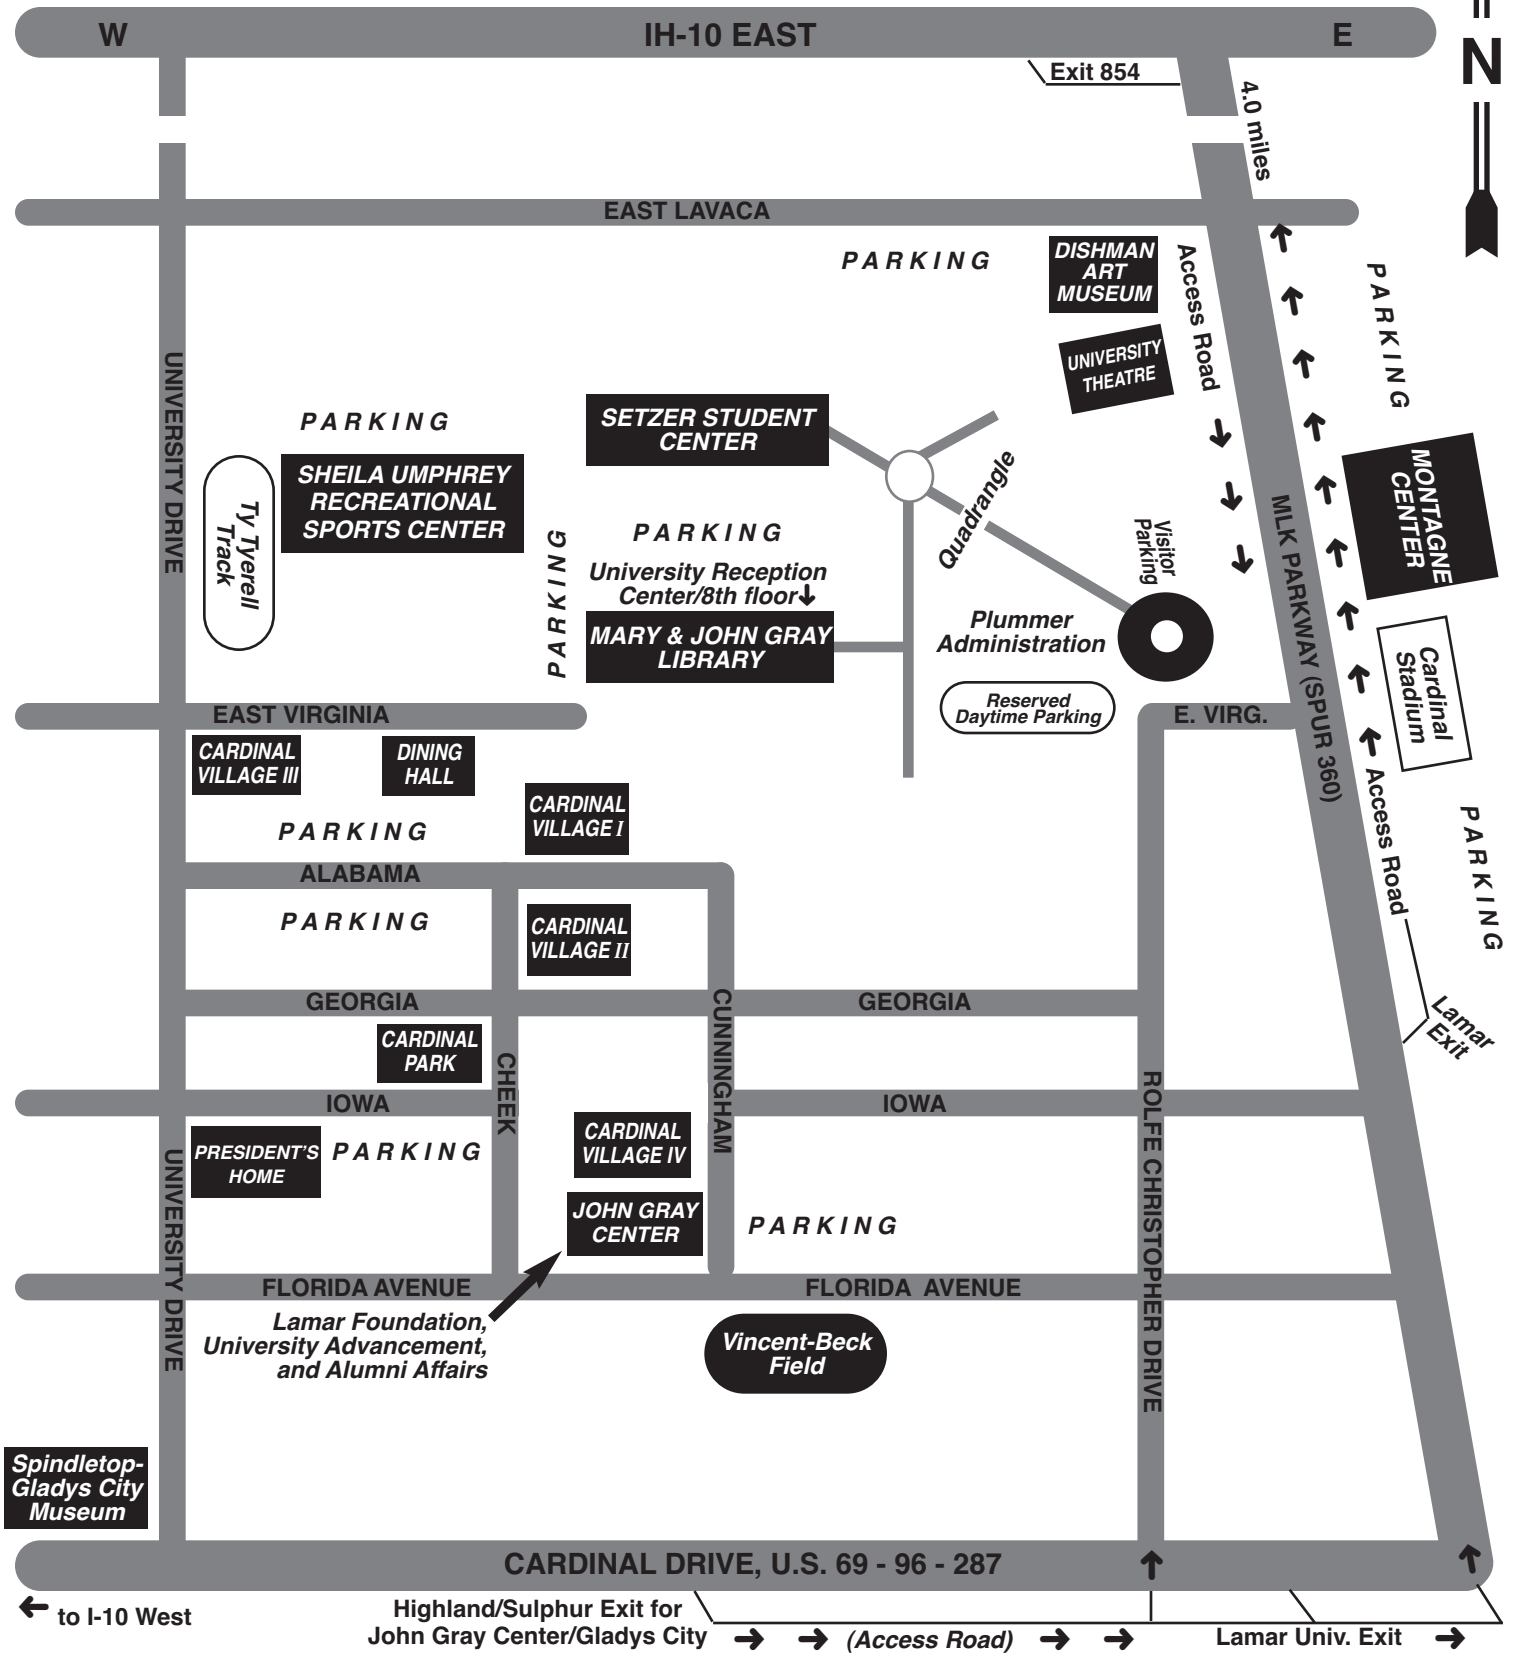 W
IH-10 EAST
E
N
Exit 854
4.0 miles
EAST LAVACA
PARKING
DISHMAN
ART
MUSEUM
Access Road
PARKING
UNIVERSITY
THEATRE
UNIVERSITY DRIVE
PARKING
SETZER STUDENT
CENTER
SHEILA UMPHREY
RECREATIONAL
SPORTS CENTER
Ty Tyerell
Track
Quadrangle
MONTAGNE
CENTER
MLK PARKWAY (SPUR 360)
Visitor
Parking
PARKING
PARKING
University Reception
Center/8th floor
MARY & JOHN GRAY
LIBRARY
Plummer
Administration
Cardinal
Stadium
Reserved
Daytime Parking
EAST VIRGINIA
E. VIRG.
CARDINAL
VILLAGE III
DINING
HALL
CARDINAL
VILLAGE I
Access Road
PARKING
PARKING
ALABAMA
PARKING
CARDINAL
VILLAGE II
GEORGIA
GEORGIA
CUNNINGHAM
Lamar
Exit
CARDINAL
PARK
CHEEK
IOWA
IOWA
ROLFE CHRISTOPHER DRIVE
CARDINAL
VILLAGE IV
PRESIDENT'S
HOME
PARKING
UNIVERSITY DRIVE
JOHN GRAY
CENTER
PARKING
FLORIDA AVENUE
FLORIDA AVENUE
Lamar Foundation,
University Advancement,
and Alumni Affairs
Vincent-Beck
Field
Spindletop-
Gladys City
Museum
CARDINAL DRIVE, U.S. 69 - 96 - 287
to I-10 West
Highland/Sulphur Exit for
John Gray Center/Gladys City
(Access Road)
Lamar Univ. Exit